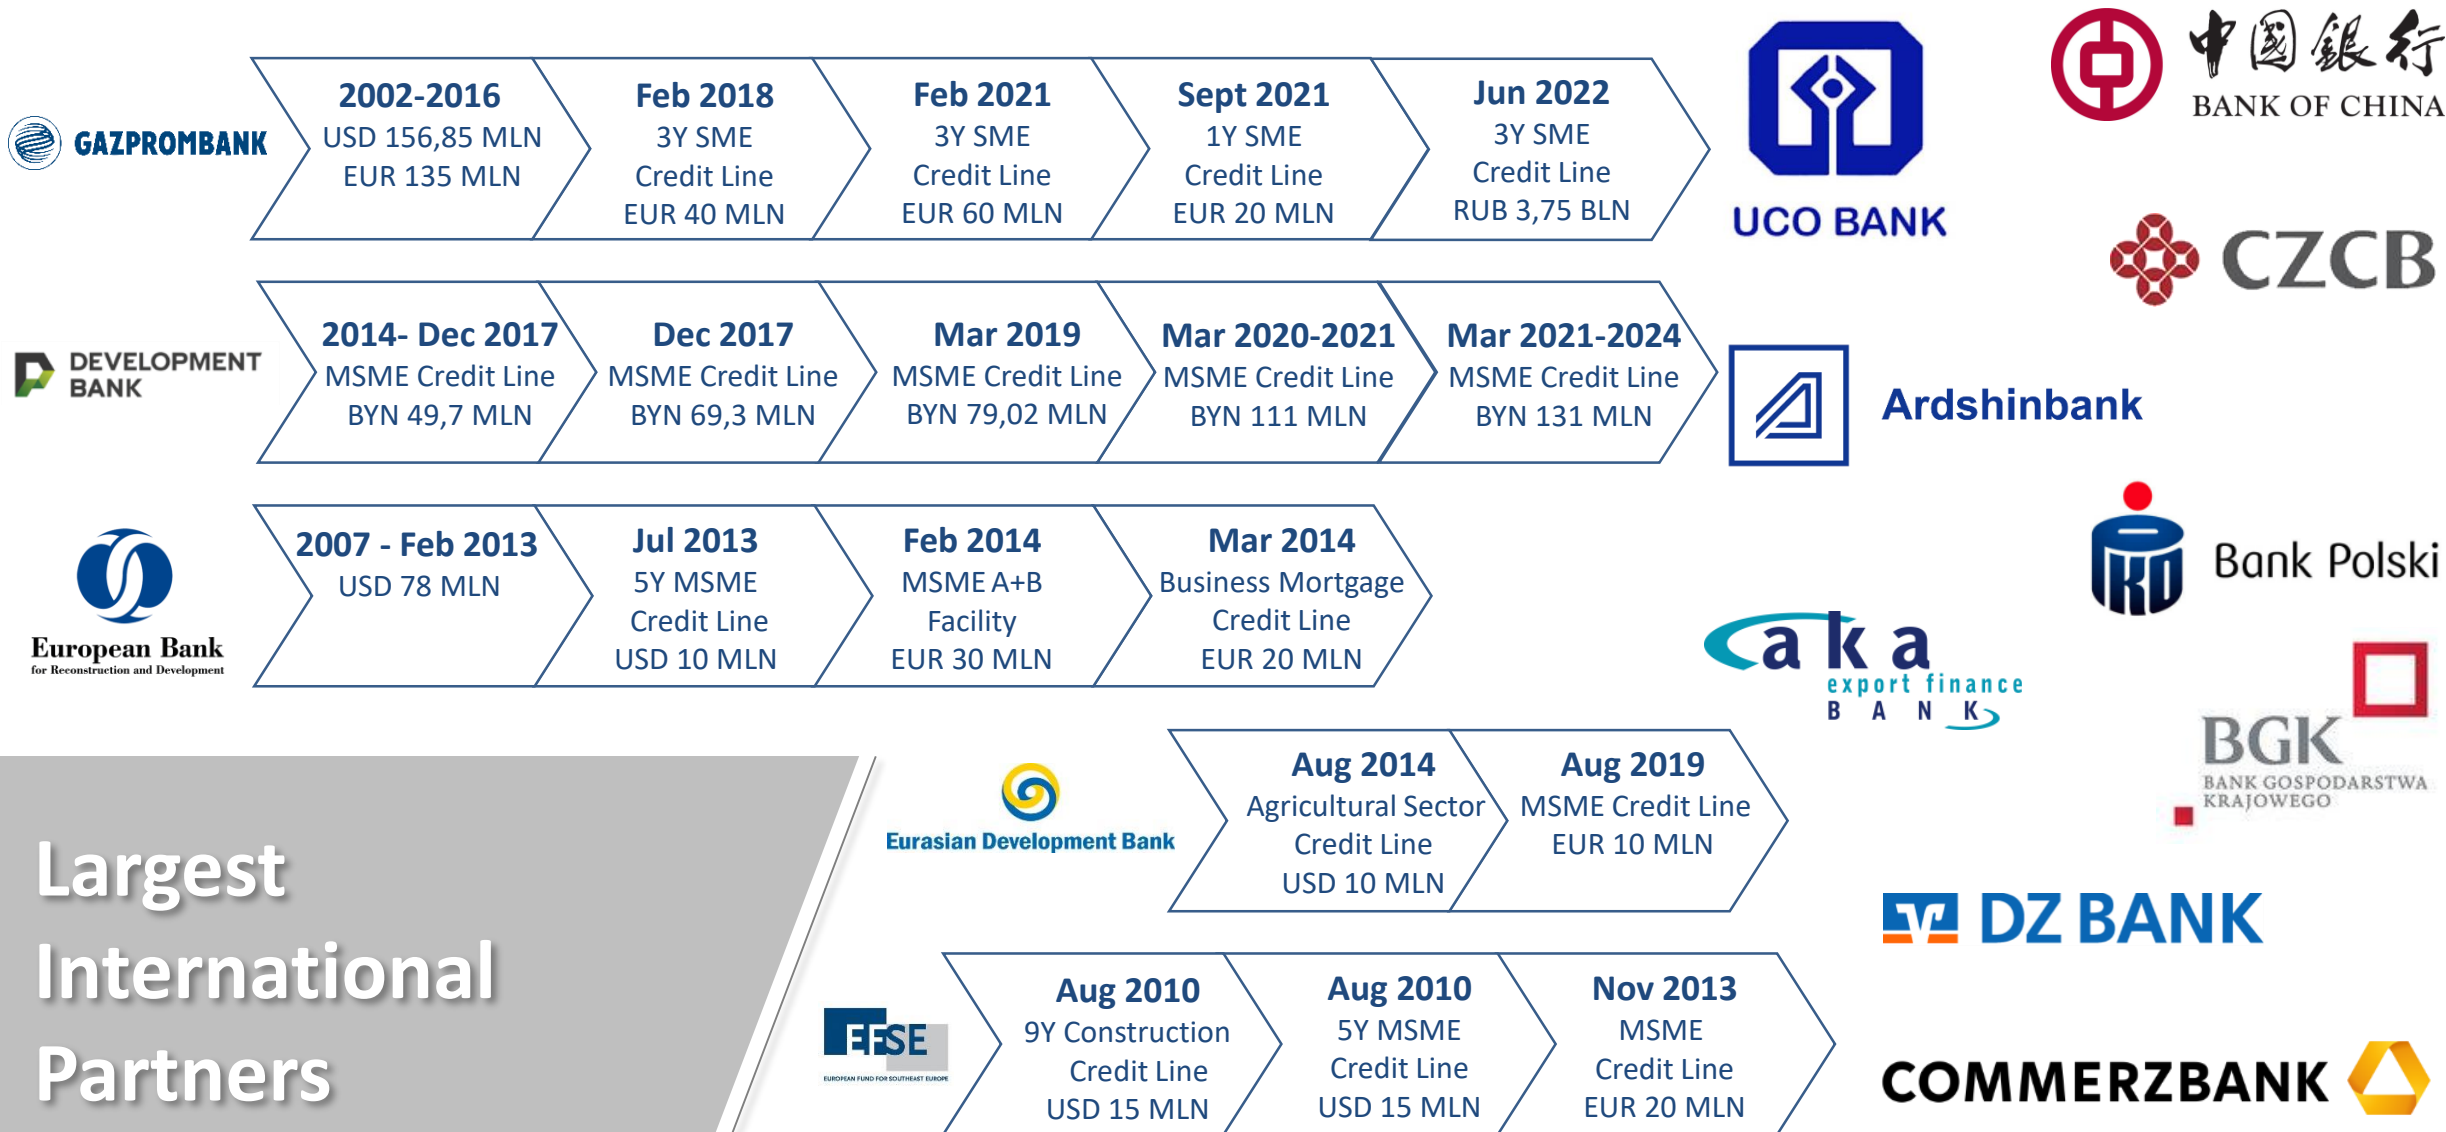 GAZPROMBANK
2002-2016
USD 156,85 MLN
EUR 135 MLN
Feb 2018
3Y SME
Credit Line
EUR 40 MLN
Feb 2021
3Y SME
Credit Line
EUR 60 MLN
Sept 2021
1Y SME
Credit Line
EUR 20 MLN
Jun 2022
3Y SME
Credit Line
RUB 3,75 BLN
UCO BANK
中國銀行
BANK OF CHINA
CZCB
DEVELOPMENT
BANK
2014- Dec 2017
MSME Credit Line
BYN 49,7 MLN
Dec 2017
MSME Credit Line
BYN 69,3 MLN
Mar 2019
MSME Credit Line
BYN 79,02 MLN
Mar 2020-2021
MSME Credit Line
BYN 111 MLN
Mar 2021-2024
MSME Credit Line
BYN 131 MLN
Ardshinbank
European Bank
for Reconstruction and Development
2007 - Feb 2013
USD 78 MLN
Jul 2013
5Y MSME
Credit Line
USD 10 MLN
Feb 2014
MSME A+B
Facility
EUR 30 MLN
Mar 2014
Business Mortgage
Credit Line
EUR 20 MLN
PKO
Bank Polski
aka
export finance
BANK
BGK
BANK GOSPODARSTWA
KRAJOWEGO
Eurasian Development Bank
Aug 2014
Agricultural Sector
Credit Line
USD 10 MLN
Aug 2019
MSME Credit Line
EUR 10 MLN
DZ BANK
Largest
International
Partners
EFSE
EUROPEAN FUND FOR SOUTHEAST EUROPE
Aug 2010
9Y Construction
Credit Line
USD 15 MLN
Aug 2010
5Y MSME
Credit Line
USD 15 MLN
Nov 2013
MSME
Credit Line
EUR 20 MLN
COMMERZBANK